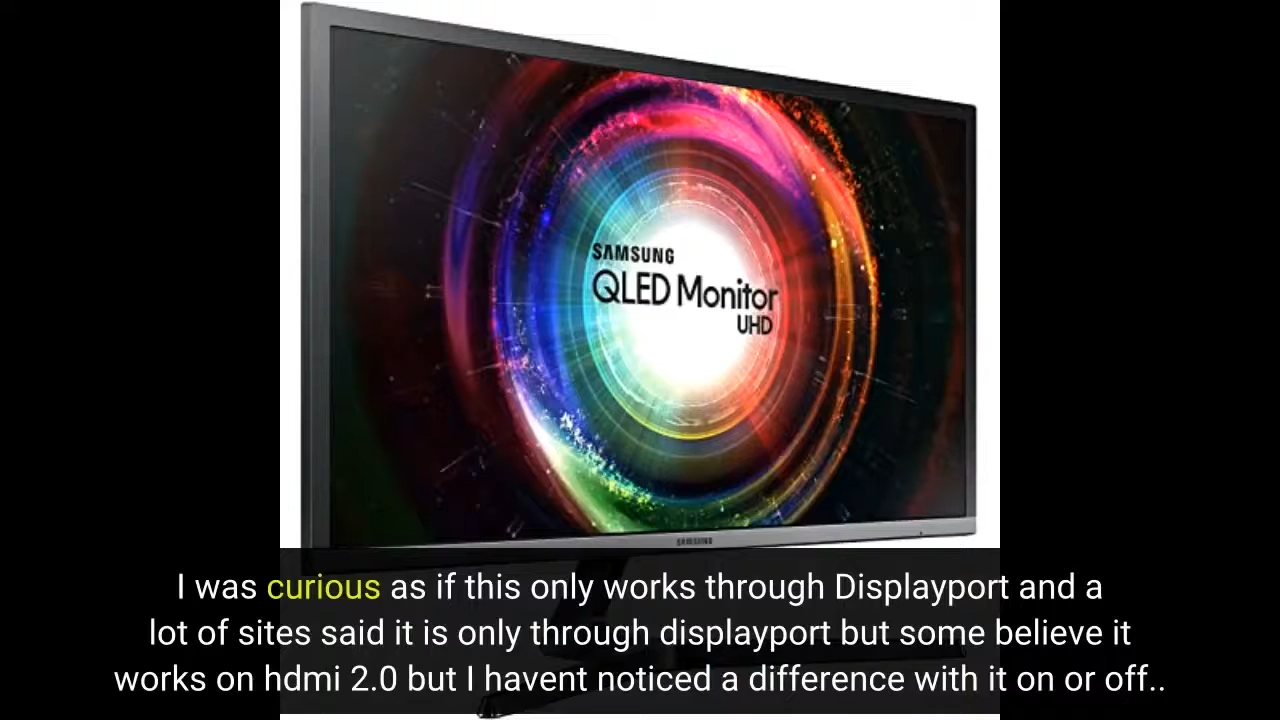 SAMSUNG
QLED Monitor
UHD
SAMSUNG
I was curious as if this only works through Displayport and a
lot of sites said it is only through displayport but some believe it
works on hdmi 2.0 but I havent noticed a difference with it on or off..